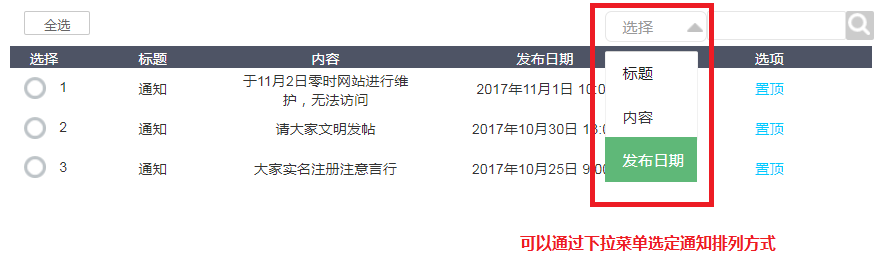 全选
选择
选择 标题 内容 发布日期 选项
1 通知 于11月2日零时网站进行维护，无法访问 2017年11月1日 10:0 置顶
2 通知 请大家文明发帖 2017年10月30日 置顶
3 通知 大家实名注册注意言行 2017年10月25日 9:00 置顶
标题
内容
发布日期
可以通过下拉菜单选定通知排列方式